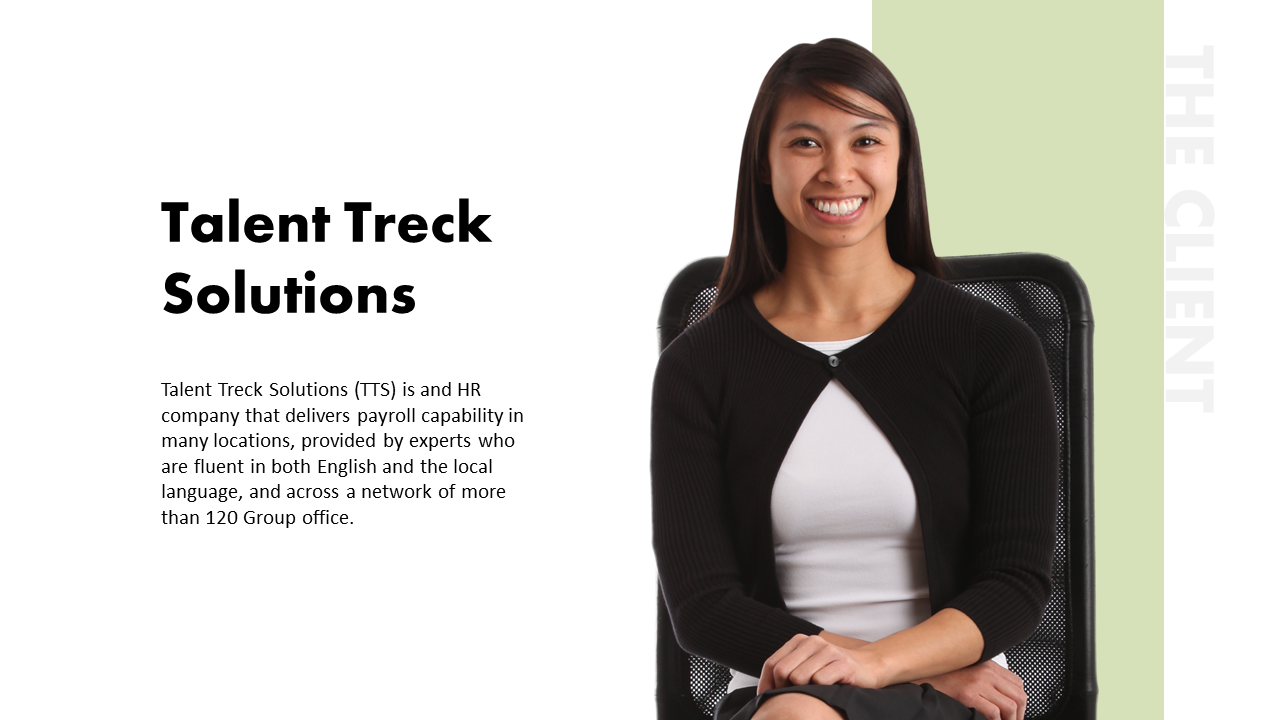 Talent Treck
Solutions
Talent Treck Solutions (TTS) is and HR
company that delivers payroll capability in
many locations, provided by experts who
are fluent in both English and the local
language, and across a network of more
than 120 Group office.
THE CLIENT